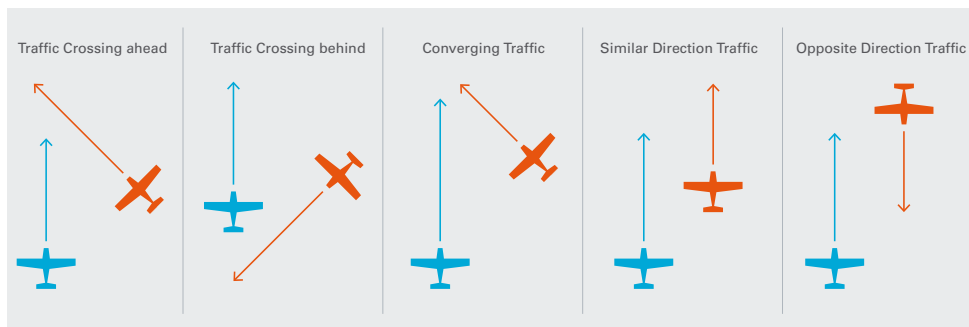 Traffic Crossing ahead
Traffic Crossing behind
Converging Traffic
Similar Direction Traffic
Opposite Direction Traffic